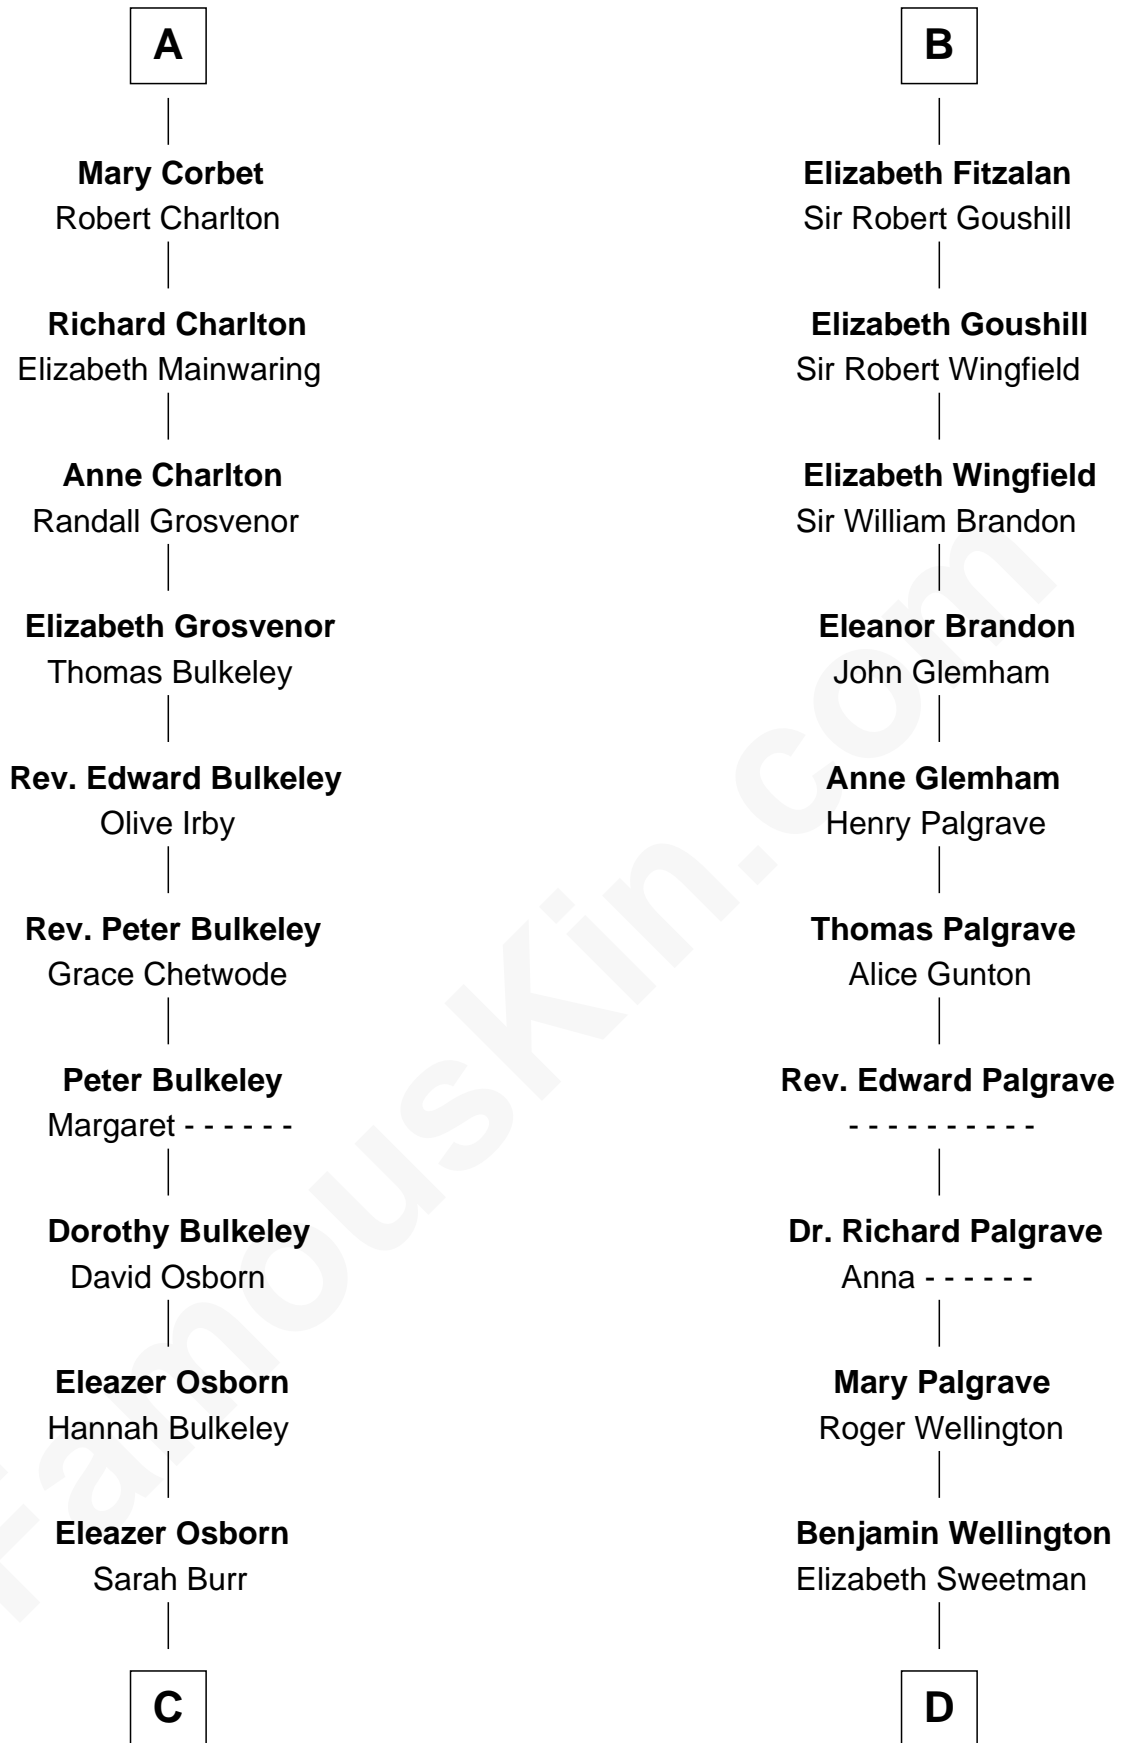 A
Mary Corbet
Robert Charlton
Richard Charlton
Elizabeth Mainwaring
Anne Charlton
Randall Grosvenor
Elizabeth Grosvenor
Thomas Bulkeley
Rev. Edward Bulkeley
Olive Irby
Rev. Peter Bulkeley
Grace Chetwode
Peter Bulkeley
Margaret - - - - - -
Dorothy Bulkeley
David Osborn
Eleazer Osborn
Hannah Bulkeley
Eleazer Osborn
Sarah Burr
C
B
Elizabeth Fitzalan
Sir Robert Goushill
Elizabeth Goushill
Sir Robert Wingfield
Elizabeth Wingfield
Sir William Brandon
Eleanor Brandon
John Glemham
Anne Glemham
Henry Palgrave
Thomas Palgrave
Alice Gunton
Rev. Edward Palgrave
- - - - - - - - - -
Dr. Richard Palgrave
Anna - - - - - -
Mary Palgrave
Roger Wellington
Benjamin Wellington
Elizabeth Sweetman
D
FamousKin.com